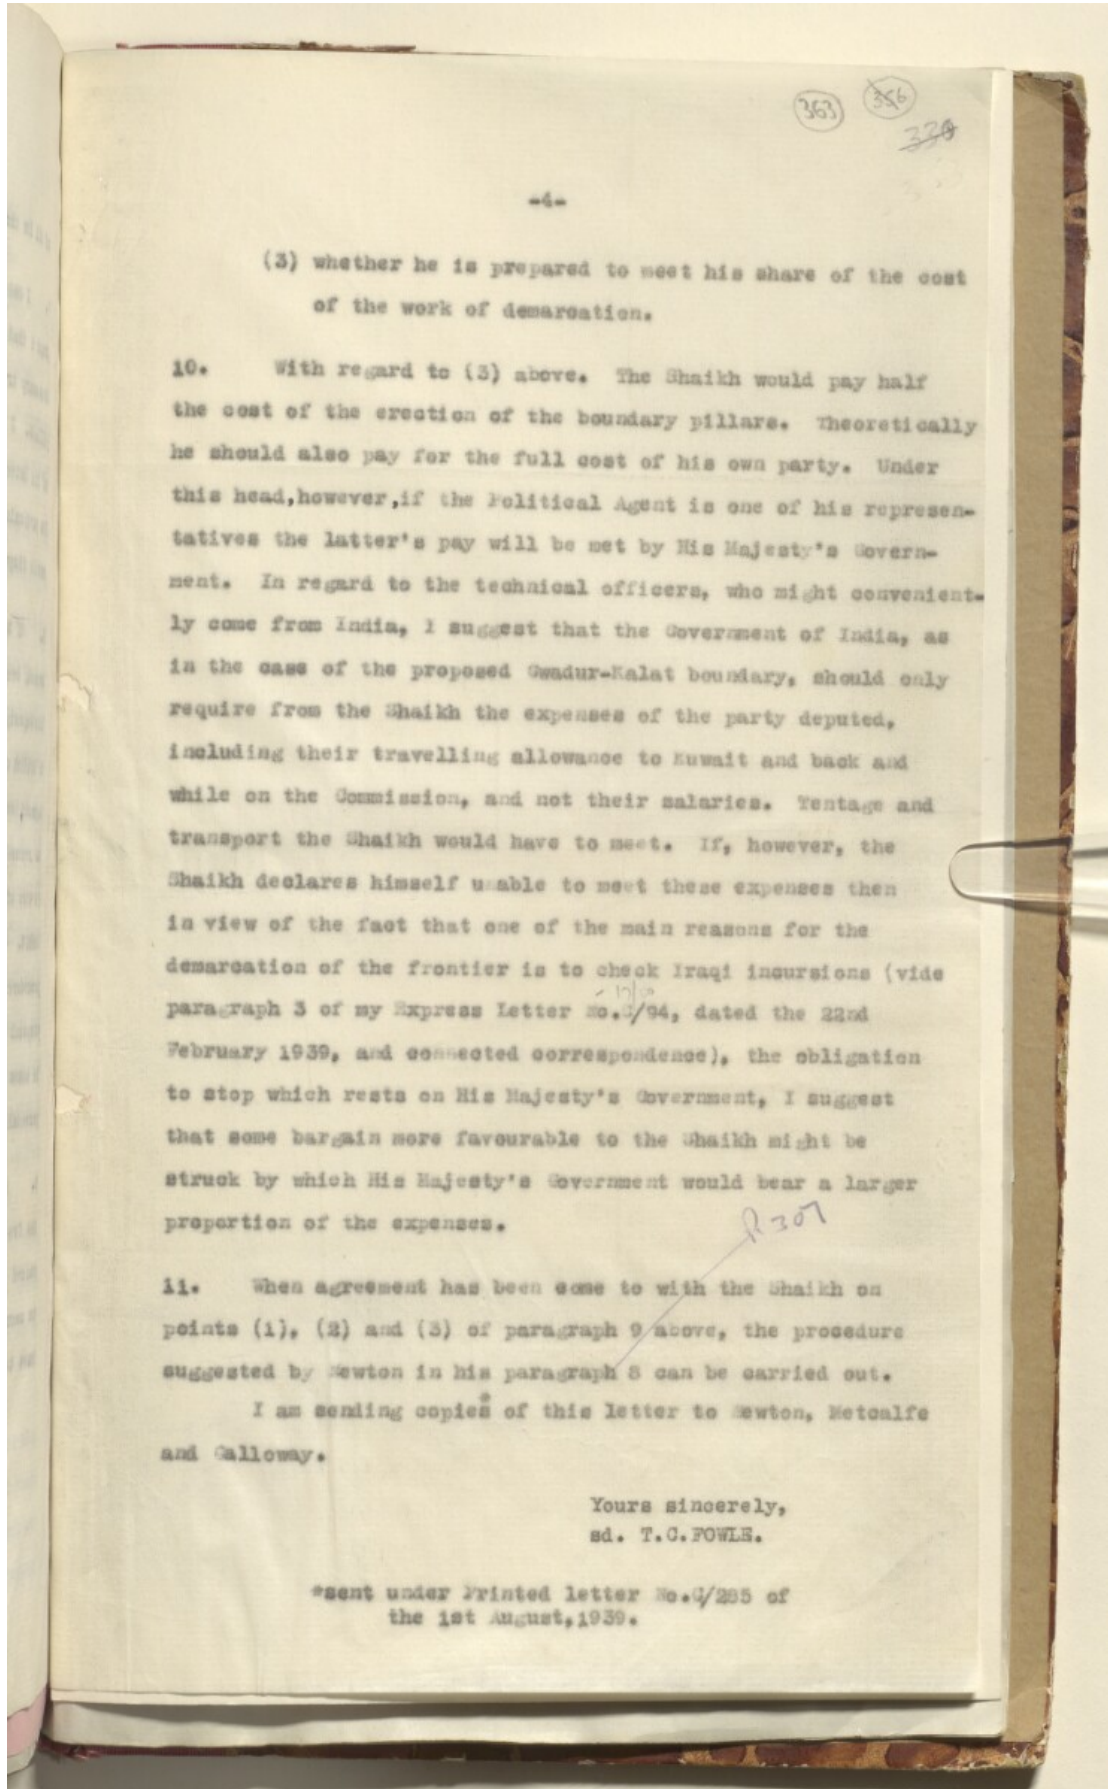 363
356
330
-4-
(3) whether he is prepared to meet his share of the cost
of the work of demarcation.
10. With regard to (3) above. The Shaikh would pay half
the cost of the erection of the boundary pillars. Theoretically
he should also pay for the full cost of his own party. Under
this head,however,if the Political Agent is one of his represen-
tatives the latter's pay will be met by His Majesty's Govern-
ment. In regard to the technical officers, who might convenient-
ly come from India, I suggest that the Government of India, as
in the case of the proposed Gwadur-Kalat boundary, should only
require from the Shaikh the expenses of the party deputed,
including their travelling allowance to Kuwait and back and
while on the Commission, and not their salaries. Tentage and
transport the Shaikh would have to meet. If, however, the
Shaikh declares himself unable to meet these expenses then
in view of the fact that one of the main reasons for the
demarcation of the frontier is to check Iraqi incursions (vide
paragraph 3 of my Express Letter No.C/94, dated the 22nd
February 1939, and connected correspondence), the obligation
to stop which rests on His Majesty's Government, I suggest
that some bargain more favourable to the Shaikh might be
struck by which His Majesty's Government would bear a larger
proportion of the expenses.
P 307
11. When agreement has been come to with the Shaikh on
points (1), (2) and (3) of paragraph 9 above, the procedure
suggested by Newton in his paragraph 8 can be carried out.
I am sending copies* of this letter to Newton, Metcalfe
and Galloway.
Yours sincerely,
sd. T.C.FOWLE.
*sent under Printed letter No.C/285 of
the 1st August,1939.